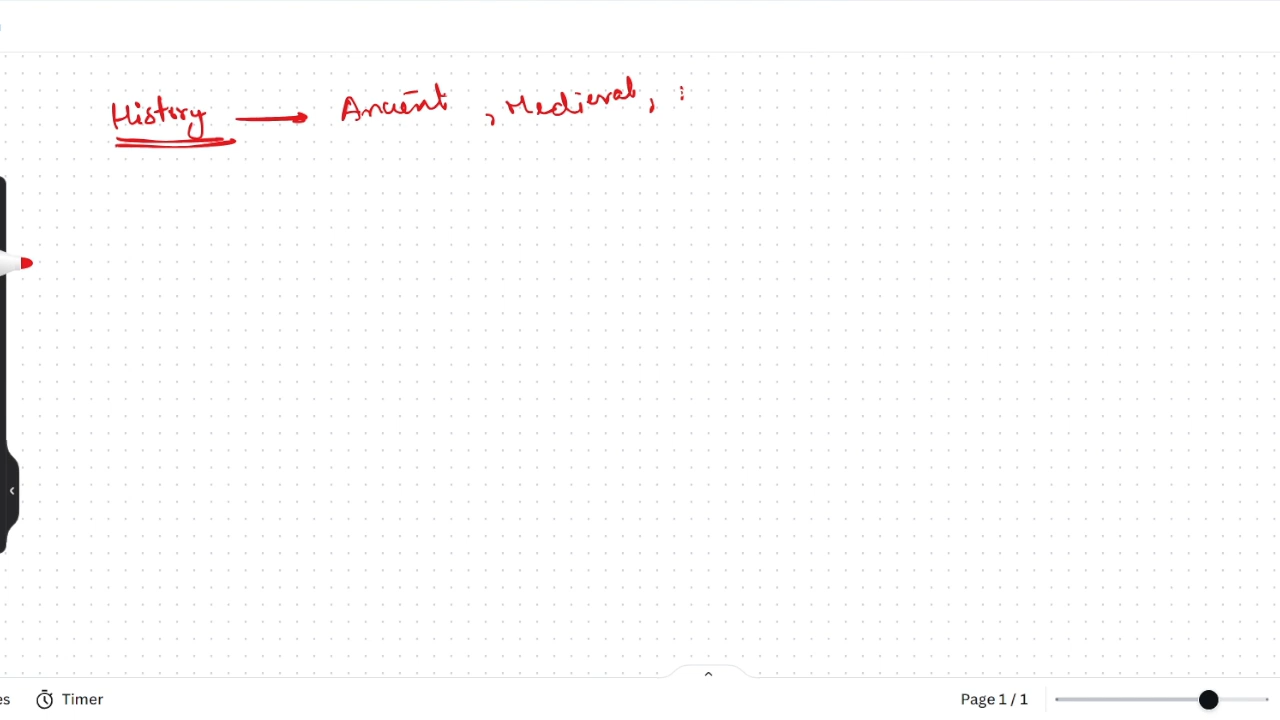 History → Ancient, Medieval,
Timer
Page 1 / 1